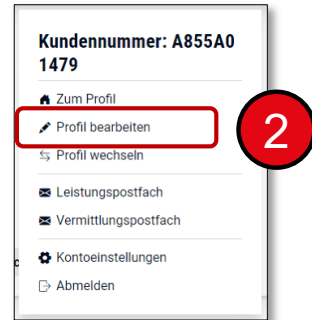 Kundennummer: A855A0
1479
Zum Profil
Profil bearbeiten
2
Profil wechseln
Leistungspostfach
Vermittlungspostfach
Kontoeinstellungen
Abmelden